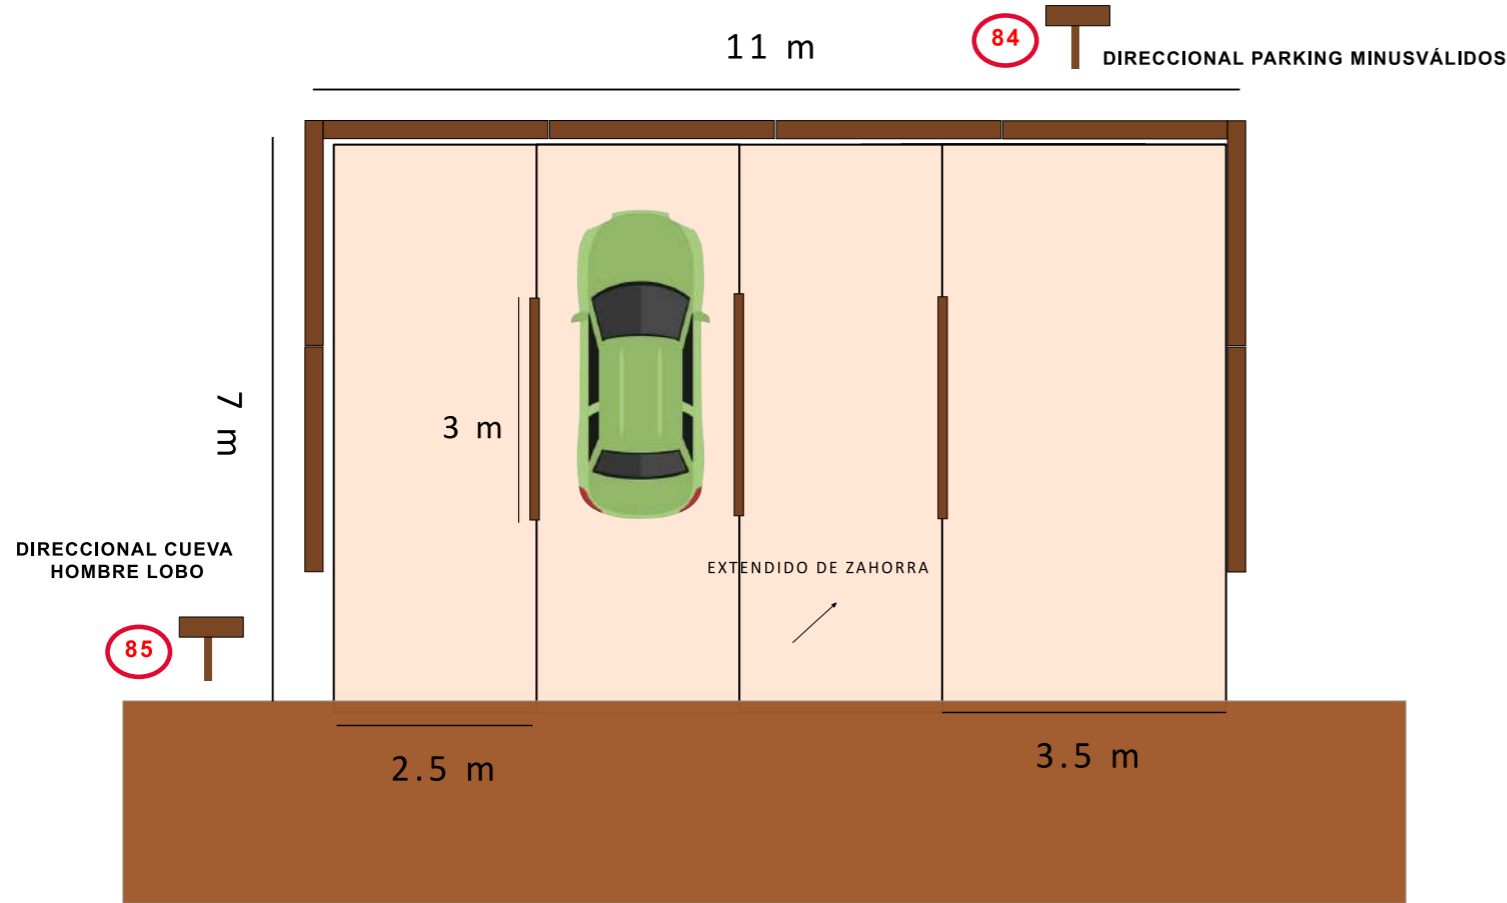 11 m
84
DIRECCIONAL PARKING MINUSVÁLIDOS
7 m
3 m
DIRECCIONAL CUEVA
HOMBRE LOBO
EXTENDIDO DE ZAHORRA
85
2.5 m
3.5 m